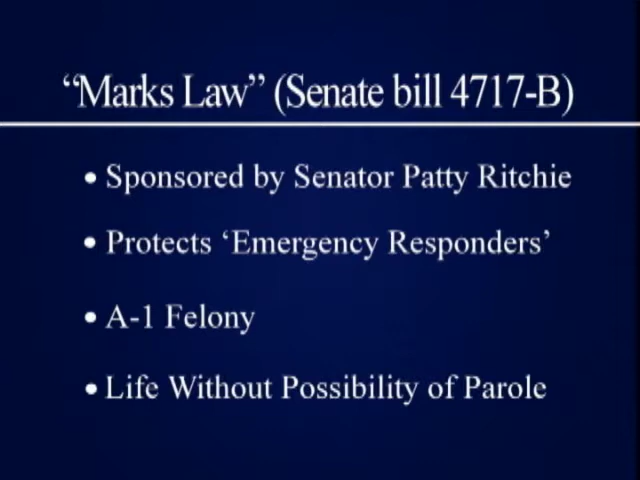 “Marks Law” (Senate bill 4717-B)
• Sponsored by Senator Patty Ritchie
• Protects ‘Emergency Responders’
• A-1 Felony
• Life Without Possibility of Parole